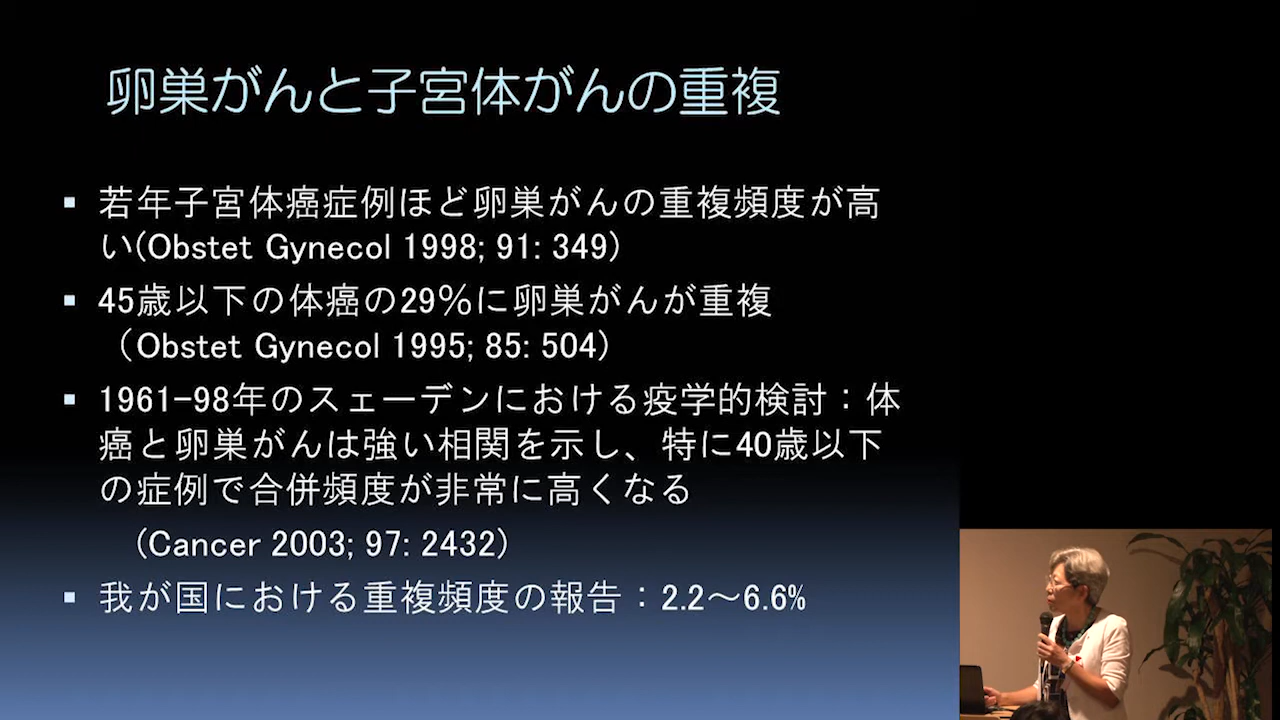 卵巣がんと子宮体がんの重複
▪ 若年子宮体癌症例ほど卵巣がんの重複頻度が高
い(Obstet Gynecol 1998; 91: 349)
▪ 45歳以下の体癌の29％に卵巣がんが重複
（Obstet Gynecol 1995; 85: 504)
▪ 1961-98年のスェーデンにおける疫学的検討：体
癌と卵巣がんは強い相関を示し、特に40歳以下
の症例で合併頻度が非常に高くなる
(Cancer 2003; 97: 2432)
▪ 我が国における重複頻度の報告：2.2～6.6%